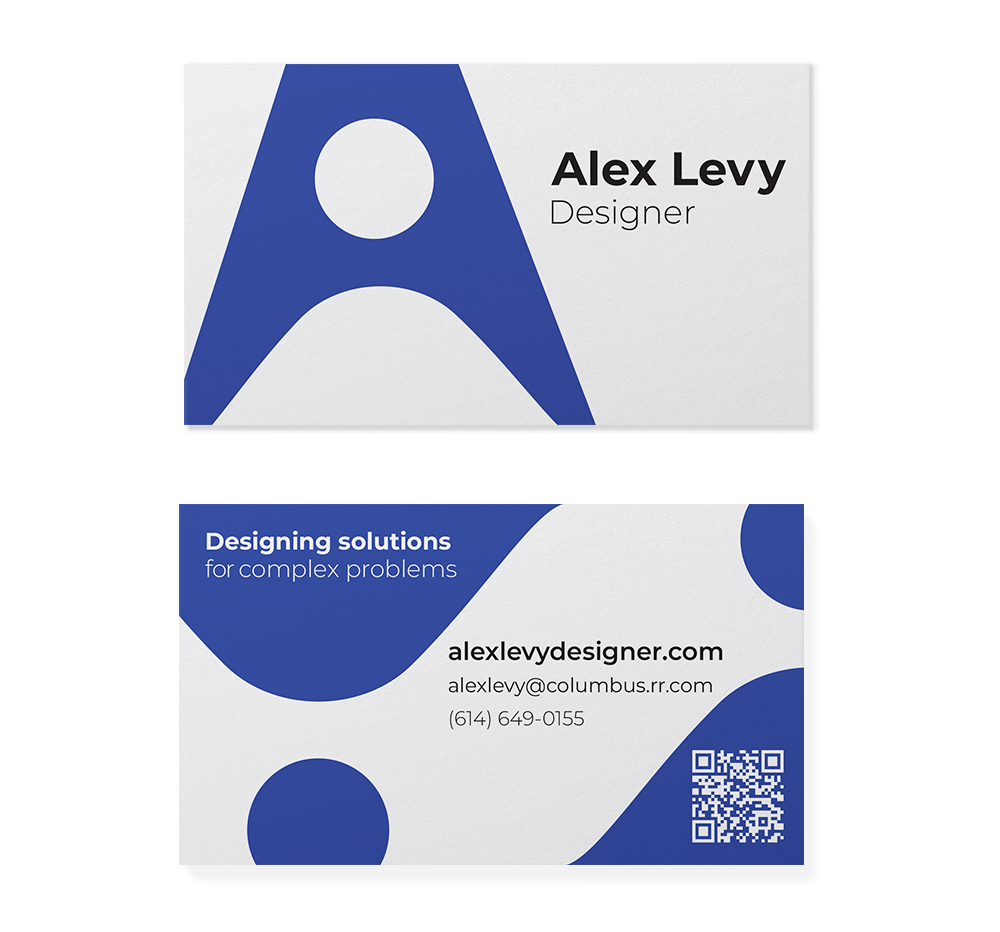 Alex Levy
Designer
Designing solutions
for complex problems
alexlevydesigner.com
alexlevy@columbus.rr.com
(614) 649-0155